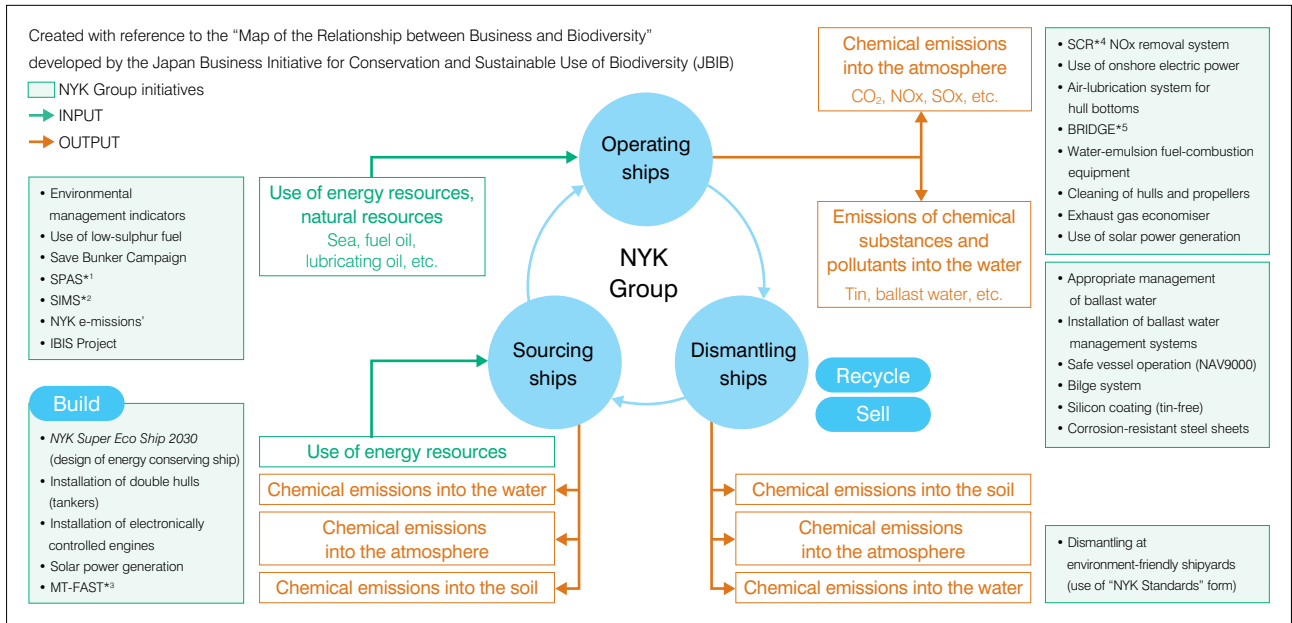 Created with reference to the “Map of the Relationship between Business and Biodiversity”
developed by the Japan Business Initiative for Conservation and Sustainable Use of Biodiversity (JBIB)
NYK Group initiatives
INPUT
OUTPUT
• Environmental
management indicators
• Use of low-sulphur fuel
• Save Bunker Campaign
• SPAS*1
• SIMS*2
• NYK e-missions’
• IBIS Project
Build
• NYK Super Eco Ship 2030
(design of energy conserving ship)
• Installation of double hulls
(tankers)
• Installation of electronically
controlled engines
• Solar power generation
• MT-FAST*3
Use of energy resources,
natural resources
Sea, fuel oil,
lubricating oil, etc.
Operating
ships
NYK
Group
Sourcing
ships
Dismantling
ships
Recycle
Sell
Use of energy resources
Chemical emissions into the water
Chemical emissions
into the atmosphere
Chemical emissions into the soil
Chemical emissions into the soil
Chemical emissions
into the atmosphere
Chemical emissions into the water
Chemical emissions
into the atmosphere
CO₂, NOx, SOx, etc.
Emissions of chemical
substances and
pollutants into the water
Tin, ballast water, etc.
• SCR*4 NOx removal system
• Use of onshore electric power
• Air-lubrication system for
hull bottoms
• BRIDGE*5
• Water-emulsion fuel-combustion
equipment
• Cleaning of hulls and propellers
• Exhaust gas economiser
• Use of solar power generation
• Appropriate management
of ballast water
• Installation of ballast water
management systems
• Safe vessel operation (NAV9000)
• Bilge system
• Silicon coating (tin-free)
• Corrosion-resistant steel sheets
• Dismantling at
environment-friendly shipyards
(use of “NYK Standards” form)